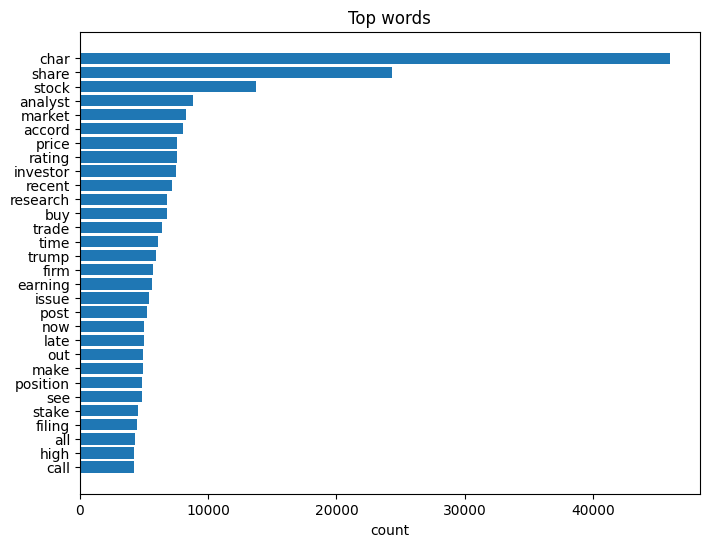 Top words
char
share
stock
analyst
market
accord
price
rating
investor
recent
research
buy
trade
time
trump
firm
earning
issue
post
now
late
out
make
position
see
stake
filing
all
high
call
0 10000 20000 30000 40000
count